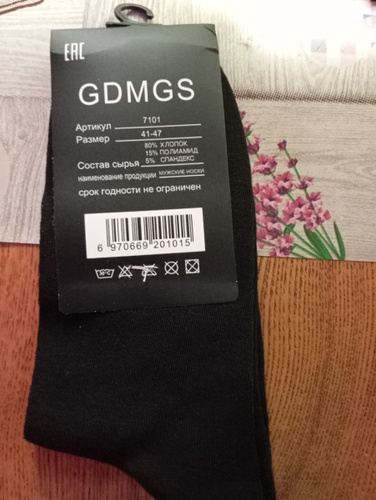 EAC
GDMGS
Артикул 7101
Размер 41-47
80% ХЛОПОК
15% ПОЛИАМИД
Состав сырья 5% СПАНДЕКС
наименование продукции МУЖСКИЕ НОСКИ
срок годности не ограничен
6 970669 201015